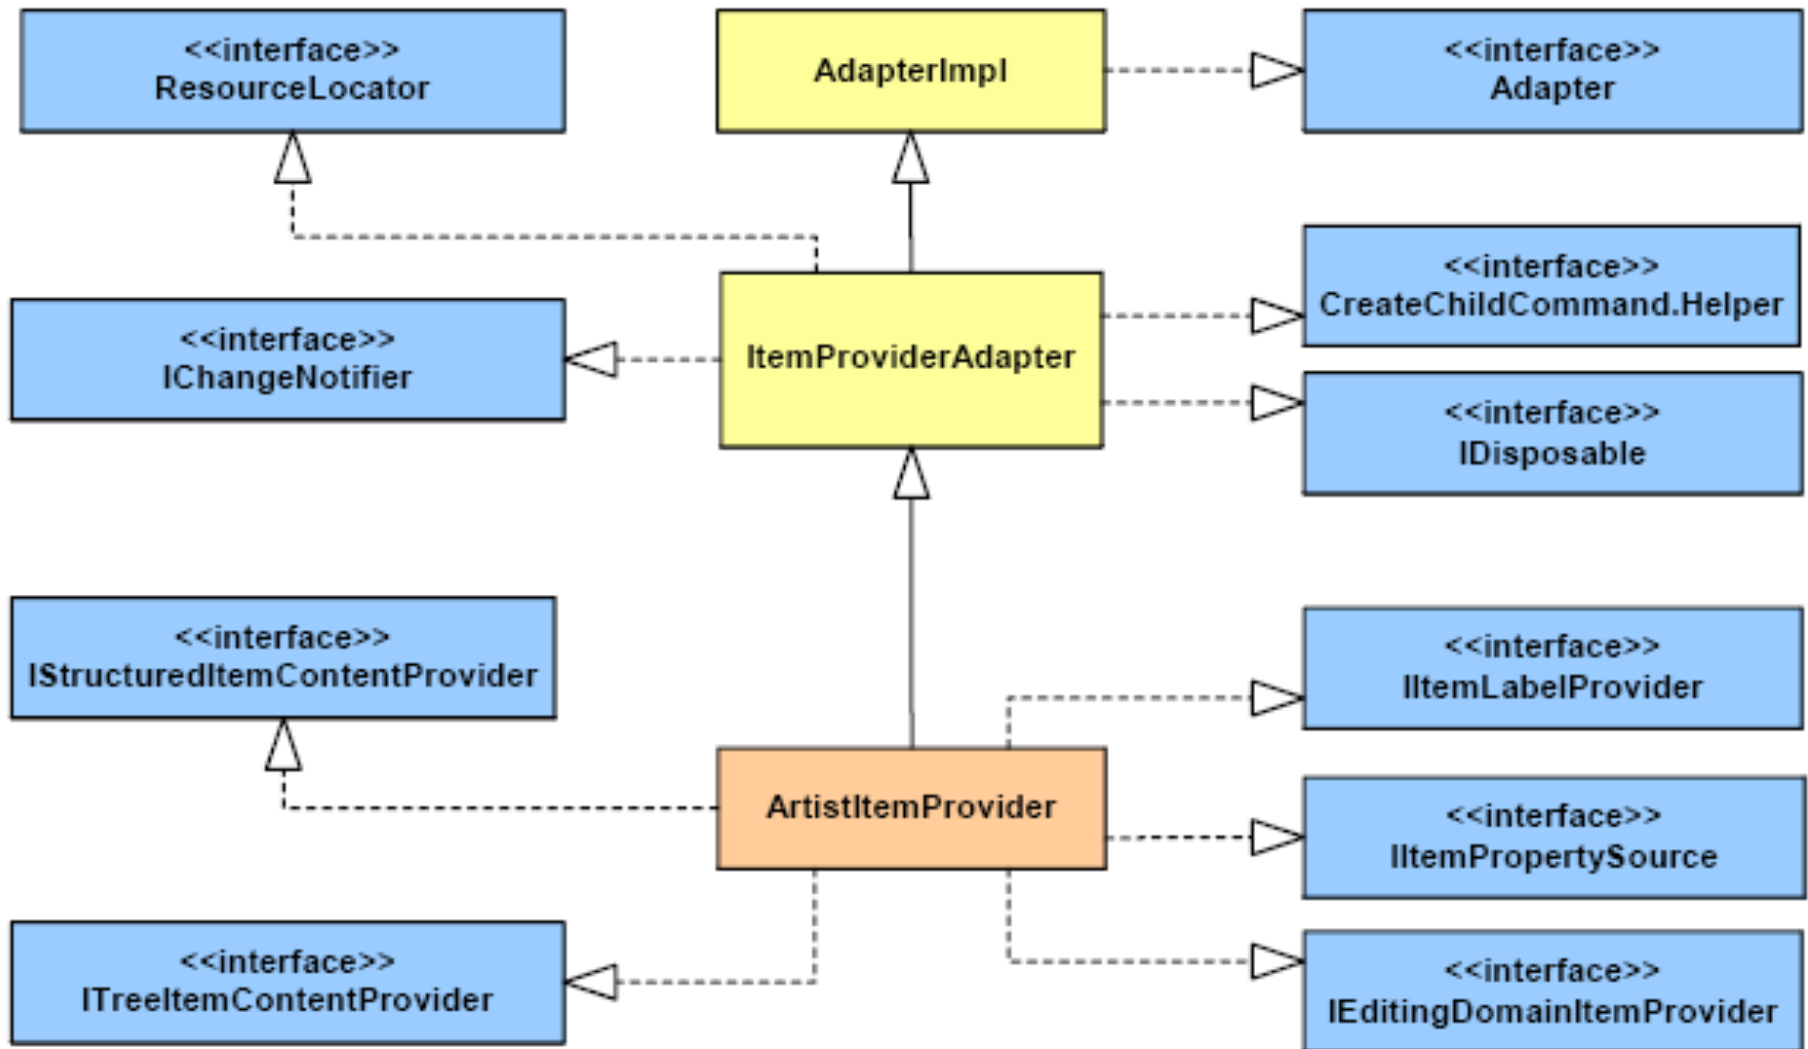 <<interface>>
ResourceLocator
AdapterImpl
<<interface>>
Adapter
<<interface>>
CreateChildCommand.Helper
<<interface>>
IChangeNotifier
ItemProviderAdapter
<<interface>>
IDisposable
<<interface>>
IStructuredItemContentProvider
<<interface>>
IItemLabelProvider
ArtistItemProvider
<<interface>>
IItemPropertySource
<<interface>>
ITreeItemContentProvider
<<interface>>
IEditingDomainItemProvider